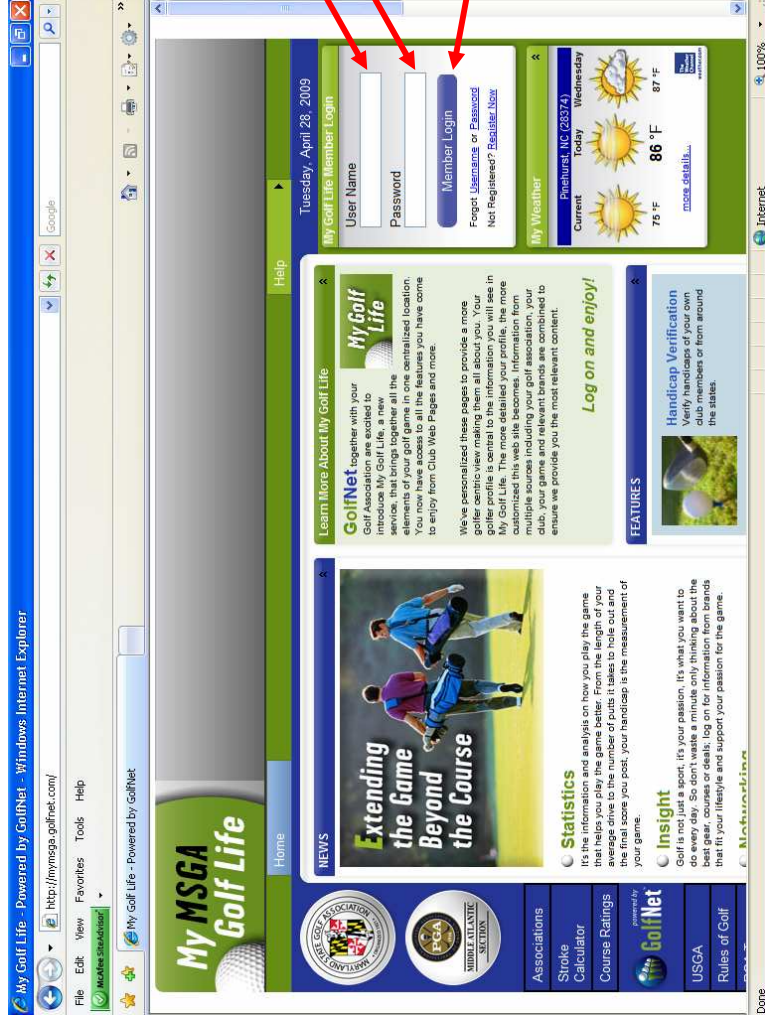 My Golf Life - Powered by GolfNet - Windows Internet Explorer
http://mymsga.golfnet.com/
Google
File Edit View Favorites Tools Help
McAfee SiteAdvisor
My Golf Life - Powered by GolfNet
My MSGA
Golf Life
Home
Help
Tuesday, April 28, 2009
MARYLAND STATE GOLF ASSOCIATION
PGA
MIDDLE ATLANTIC
SECTION
Associations
Stroke
Calculator
Course Ratings
powered by
GolfNet
USGA
Rules of Golf
NEWS
Extending
the Game
Beyond
the Course
Statistics
It's the information and analysis on how you play the game
that helps you play the game better. From the length of your
average drive to the number of putts it takes to hole out and
the final score you post, your handicap is the measurement of
your game.
Insight
Golf is not just a sport, it's your passion, It's what you want to
do every day. So don't waste a minute only thinking about the
best gear, courses or deals; log on for information from brands
that fit your lifestyle and support your passion for the game.
Networking
Learn More About My Golf Life
GolfNet together with your
Golf Association are excited to
introduce My Golf Life, a new
service, that brings together all the
elements of your golf game in one centralized location.
You now have access to all the features you have come
to enjoy from Club Web Pages and more.
My Golf
Life
We've personalized these pages to provide a more
golfer centric view making them all about you. Your
golfer profile is central to the information you will see in
My Golf Life. The more detailed your profile, the more
customized this web site becomes. Information from
multiple sources including your golf association, your
club, your game and relevant brands are combined to
ensure we provide you the most relevant content.
Log on and enjoy!
FEATURES
Handicap Verification
Verify handicaps of your own
club members or from around
the states.
My Golf Life Member Login
User Name
Password
Member Login
Forgot Username or Password
Not Registered? Register Now
My Weather
Pinehurst, NC (28374)
Current Today Wednesday
75 °F 86 °F 87 °F
more details...
The Weather Channel
weather.com
Done
Internet
100%